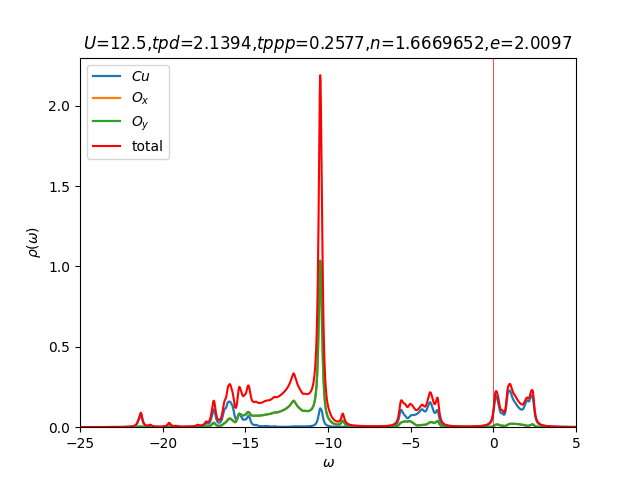 U=12.5,tpd=2.1394,tppp=0.2577,n=1.6669652,e=2.0097
Cu
Oₓ
O_y
total
ρ(ω)
2.0
1.5
1.0
0.5
0.0
−25 −20 −15 −10 −5 0 5
ω